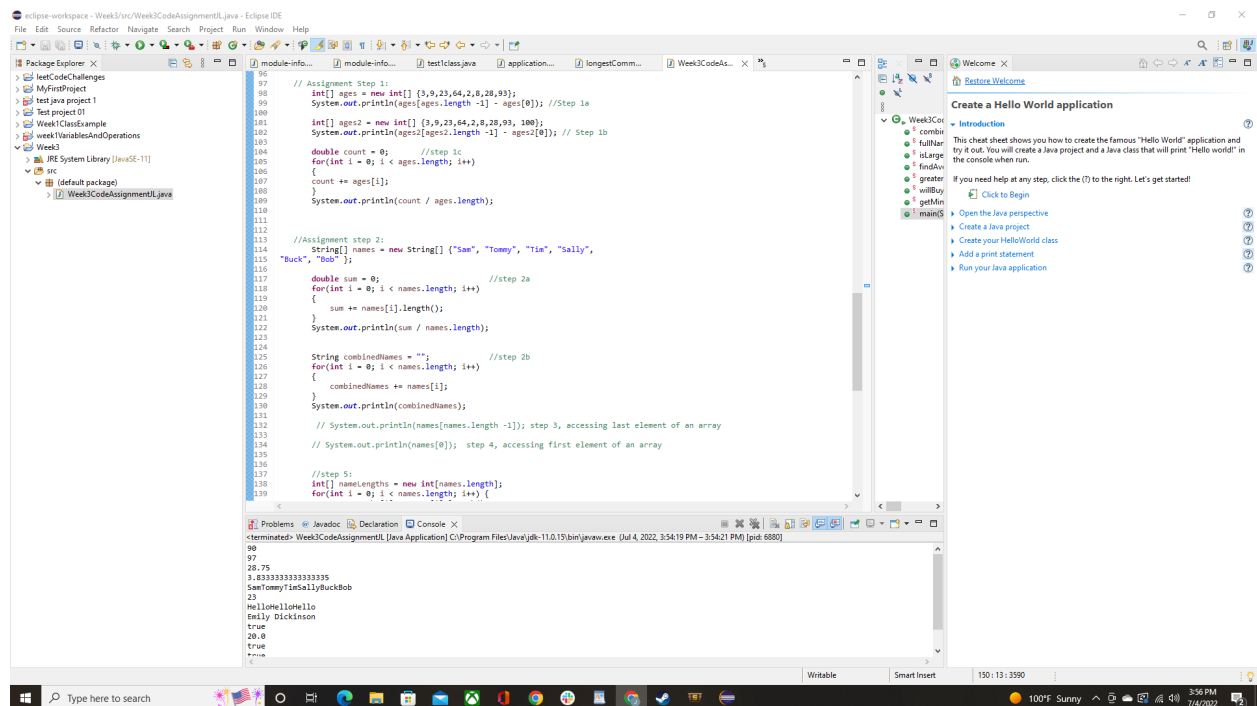 eclipse-workspace - Week3/src/Week3CodeAssignmentJL.java - Eclipse IDE
File Edit Source Refactor Navigate Search Project Run Window Help
Package Explorer
leetCodeChallenges
MyFirstProject
test java project 1
Test project 01
Week1ClassExample
week1VariablesAndOperations
Week3
JRE System Library [JavaSE-11]
src
(default package)
Week3CodeAssignmentJL.java
module-info....
module-info....
test1class.java
application....
longestComm...
Week3CodeAs...
96
97 // Assignment Step 1:
98 int[] ages = new int[] {3,9,23,64,2,8,28,93};
99 System.out.println(ages[ages.length -1] - ages[0]); //Step 1a
100
101 int[] ages2 = new int[] {3,9,23,64,2,8,28,93, 100};
102 System.out.println(ages2[ages2.length -1] - ages2[0]); // Step 1b
103
104 double count = 0; //step 1c
105 for(int i = 0; i < ages.length; i++)
106 {
107 count += ages[i];
108 }
109 System.out.println(count / ages.length);
110
111
112
113 //Assignment step 2:
114 String[] names = new String[] {"Sam", "Tommy", "Tim", "Sally",
115 "Buck", "Bob" };
116
117 double sum = 0; //step 2a
118 for(int i = 0; i < names.length; i++)
119 {
120 sum += names[i].length();
121 }
122 System.out.println(sum / names.length);
123
124
125 String combinedNames = ""; //step 2b
126 for(int i = 0; i < names.length; i++)
127 {
128 combinedNames += names[i];
129 }
130 System.out.println(combinedNames);
131
132 // System.out.println(names[names.length -1]); step 3, accessing last element of an array
133
134 // System.out.println(names[0]); step 4, accessing first element of an array
135
136
137 //step 5:
138 int[] nameLengths = new int[names.length];
139 for(int i = 0; i < names.length; i++) {
Week3Coc
combir
fullNar
isLarge
findAve
greater
willBuy
getMin
main(S
Welcome
Restore Welcome
Create a Hello World application
Introduction
This cheat sheet shows you how to create the famous "Hello World" application and
try it out. You will create a Java project and a Java class that will print "Hello world!" in
the console when run.
If you need help at any step, click the (?) to the right. Let's get started!
Click to Begin
Open the Java perspective
Create a Java project
Create your HelloWorld class
Add a print statement
Run your Java application
Problems Javadoc Declaration Console
<terminated> Week3CodeAssignmentJL [Java Application] C:\Program Files\Java\jdk-11.0.15\bin\javaw.exe (Jul 4, 2022, 3:54:19 PM – 3:54:21 PM) [pid: 6880]
90
97
28.75
3.8333333333333335
SamTommyTimSallyBuckBob
23
HelloHelloHello
Emily Dickinson
true
20.0
true
true
Writable Smart Insert 150 : 13 : 3590
Type here to search
100°F Sunny
3:56 PM
7/4/2022